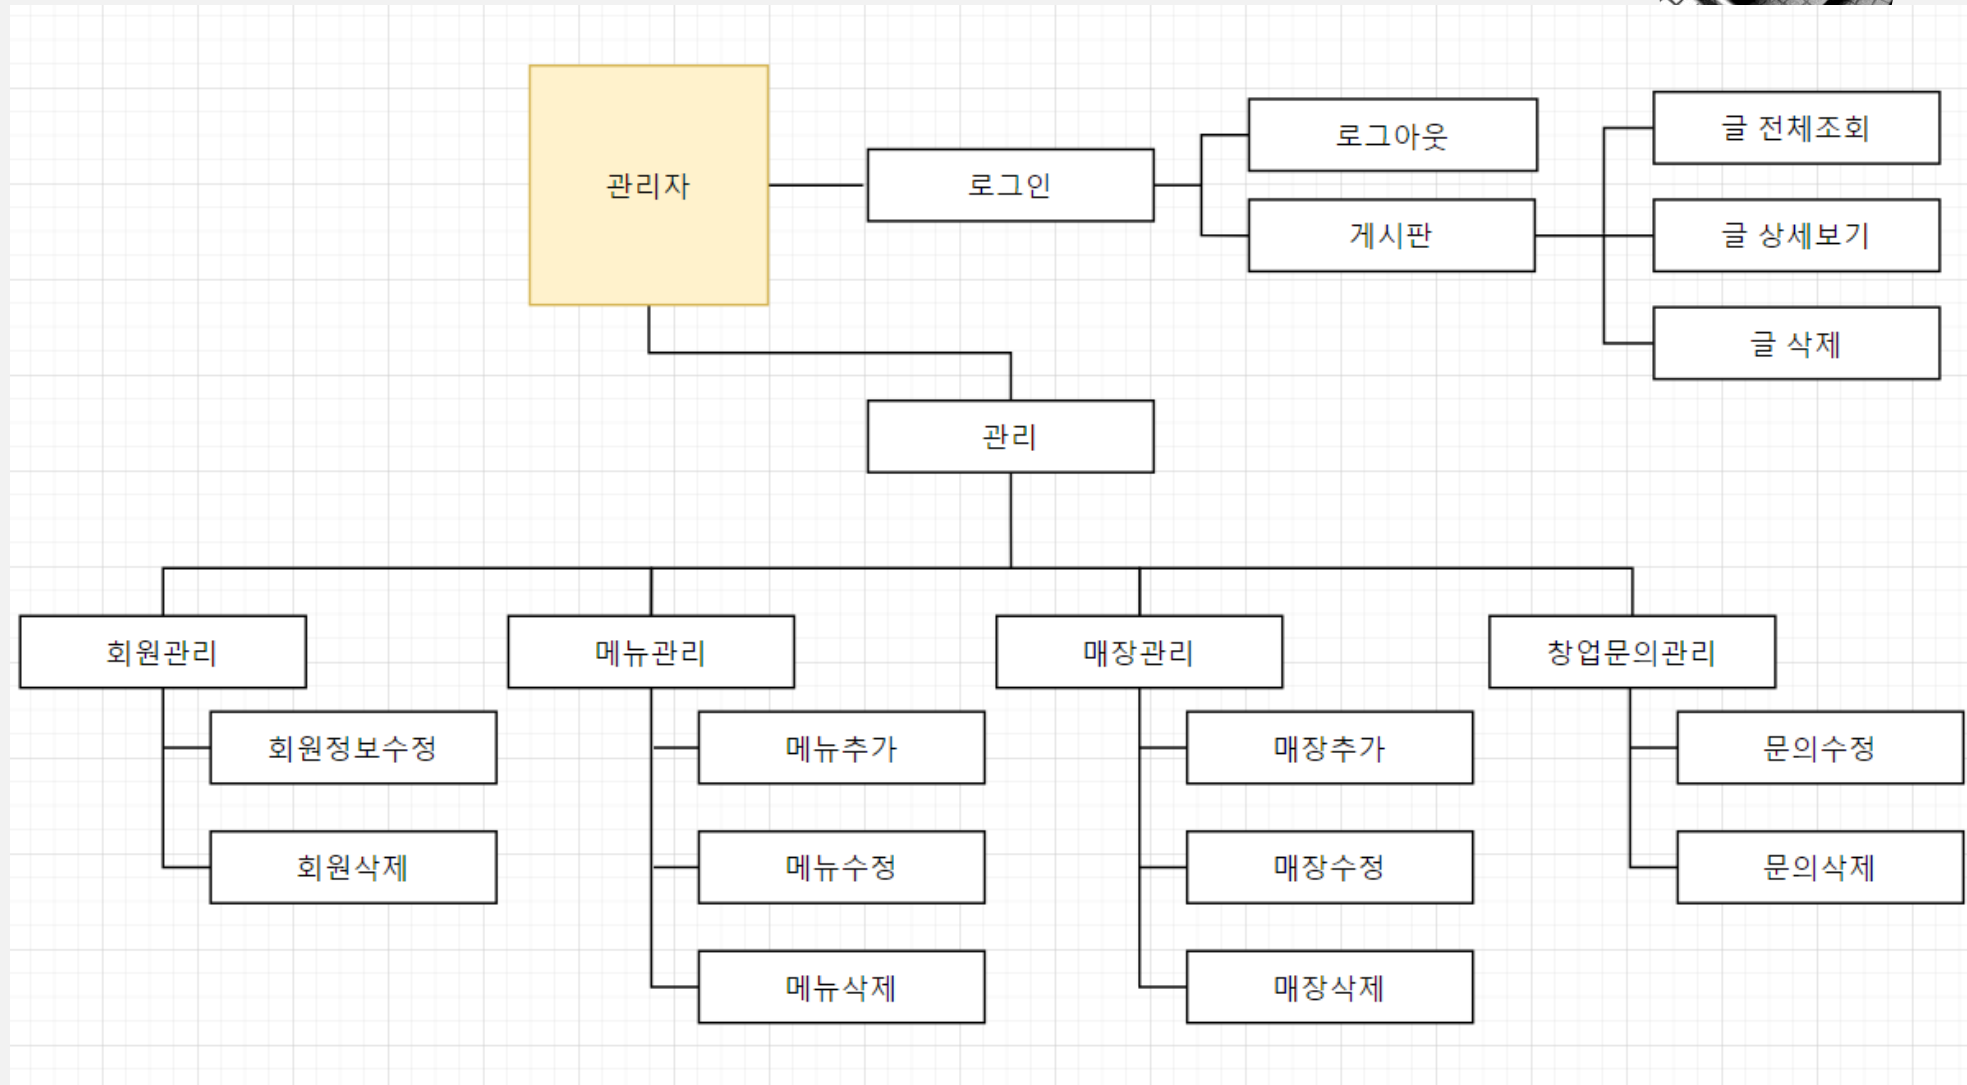 관리자
로그인
로그아웃
게시판
글 전체조회
글 상세보기
글 삭제
관리
회원관리
회원정보수정
회원삭제
메뉴관리
메뉴추가
메뉴수정
메뉴삭제
매장관리
매장추가
매장수정
매장삭제
창업문의관리
문의수정
문의삭제